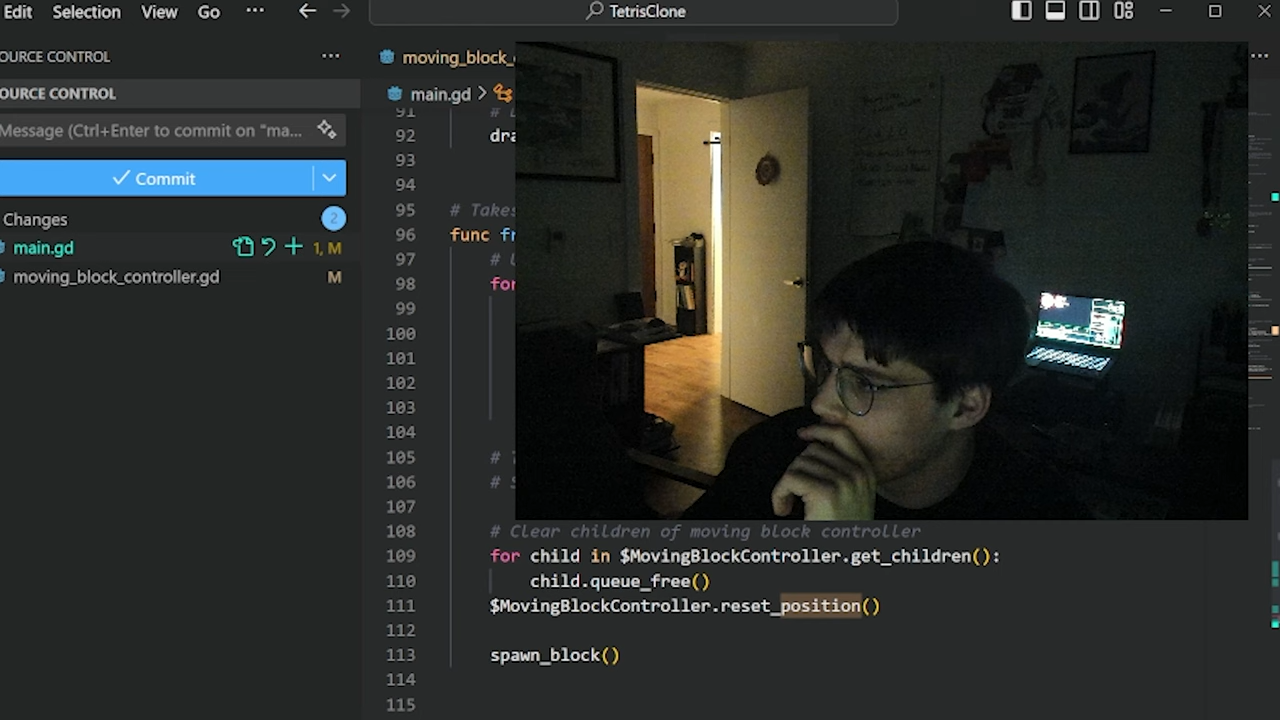 Edit Selection View Go ··· ← → TetrisClone
OURCE CONTROL ···
moving_block_
OURCE CONTROL
main.gd >
Message (Ctrl+Enter to commit on "ma...
Commit
Changes 2
main.gd 1, M
moving_block_controller.gd M
91 #
92 dra
93
94
95 # Takes
96 func fr
97 # U
98 for
99
100
101
102
103
104
105 # T
106 # S
107
108 # Clear children of moving block controller
109 for child in $MovingBlockController.get_children():
110 child.queue_free()
111 $MovingBlockController.reset_position()
112
113 spawn_block()
114
115